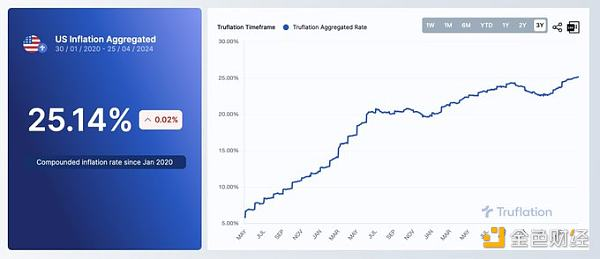 US Inflation Aggregated
30 / 01 / 2020 - 25 / 04 / 2024
25.14% 0.02%
Compounded inflation rate since Jan 2020
Truflation Timeframe Truflation Aggregated Rate
1W 1M 6M YTD 1Y 2Y 3Y
30.00%
25.00%
20.00%
15.00%
10.00%
5.00%
MAY JUL SEP NOV JAN MAR MAY JUL SEP NOV JAN MAR MAY JUL SEP NOV JAN
Truflation
金色财经